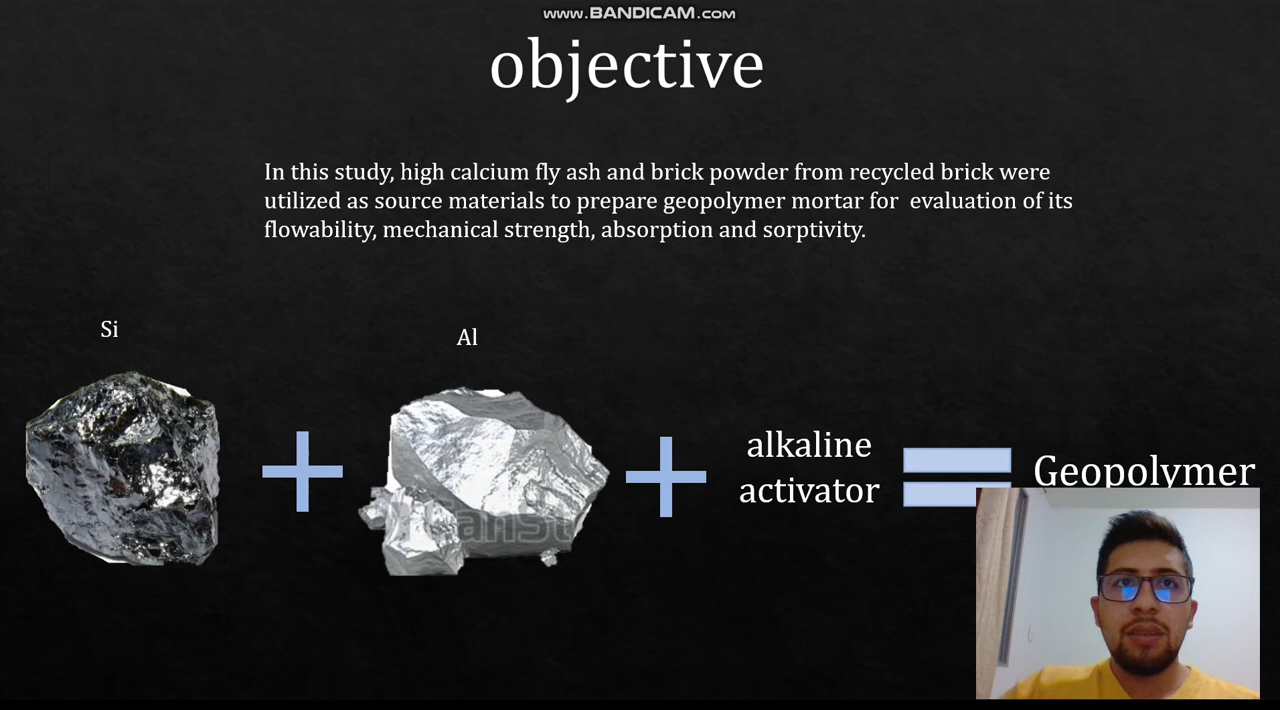 www.BANDICAM.com
objective
In this study, high calcium fly ash and brick powder from recycled brick were
utilized as source materials to prepare geopolymer mortar for  evaluation of its
flowability, mechanical strength, absorption and sorptivity.
Si
Al
alkaline
activator
Geopolymer